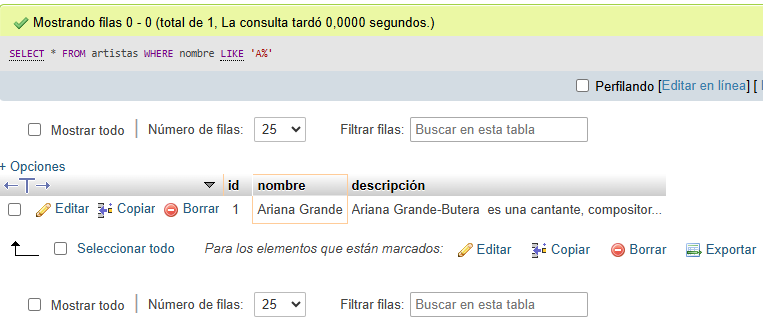 Mostrando filas 0 - 0 (total de 1, La consulta tardó 0,0000 segundos.)
SELECT * FROM artistas WHERE nombre LIKE 'A%'
Perfilando [Editar en línea] [
Mostrar todo Número de filas: 25 Filtrar filas: Buscar en esta tabla
+ Opciones
←T→ id nombre descripción
Editar Copiar Borrar 1 Ariana Grande Ariana Grande-Butera es una cantante, compositor...
Seleccionar todo Para los elementos que están marcados: Editar Copiar Borrar Exportar
Mostrar todo Número de filas: 25 Filtrar filas: Buscar en esta tabla